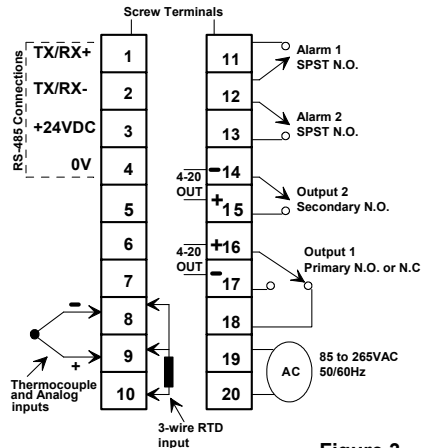 Screw Terminals
RS-485 Connections
TX/RX+
TX/RX-
+24VDC
0V
1
2
3
4
5
6
7
8
9
10
-
+
Thermocouple
and Analog
inputs
3-wire RTD
input
11
12
13
-14
+15
+16
-17
18
19
20
4-20
OUT
4-20
OUT
Alarm 1
SPST N.O.
Alarm 2
SPST N.O.
Output 2
Secondary N.O.
Output 1
Primary N.O. or N.C
AC
85 to 265VAC
50/60Hz